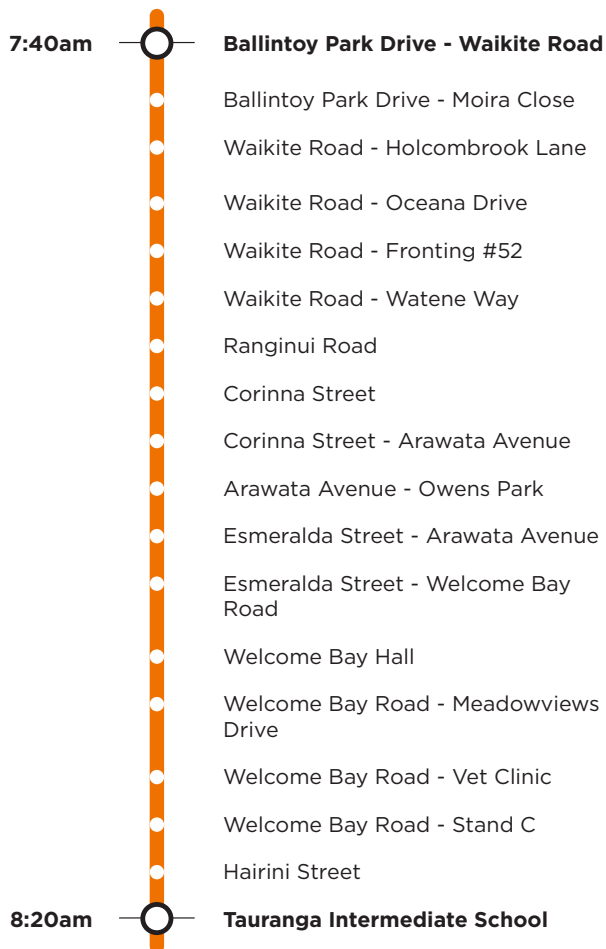 7:40am Ballintoy Park Drive - Waikite Road
Ballintoy Park Drive - Moira Close
Waikite Road - Holcombrook Lane
Waikite Road - Oceana Drive
Waikite Road - Fronting #52
Waikite Road - Watene Way
Ranginui Road
Corinna Street
Corinna Street - Arawata Avenue
Arawata Avenue - Owens Park
Esmeralda Street - Arawata Avenue
Esmeralda Street - Welcome Bay
Road
Welcome Bay Hall
Welcome Bay Road - Meadowviews
Drive
Welcome Bay Road - Vet Clinic
Welcome Bay Road - Stand C
Hairini Street
8:20am Tauranga Intermediate School